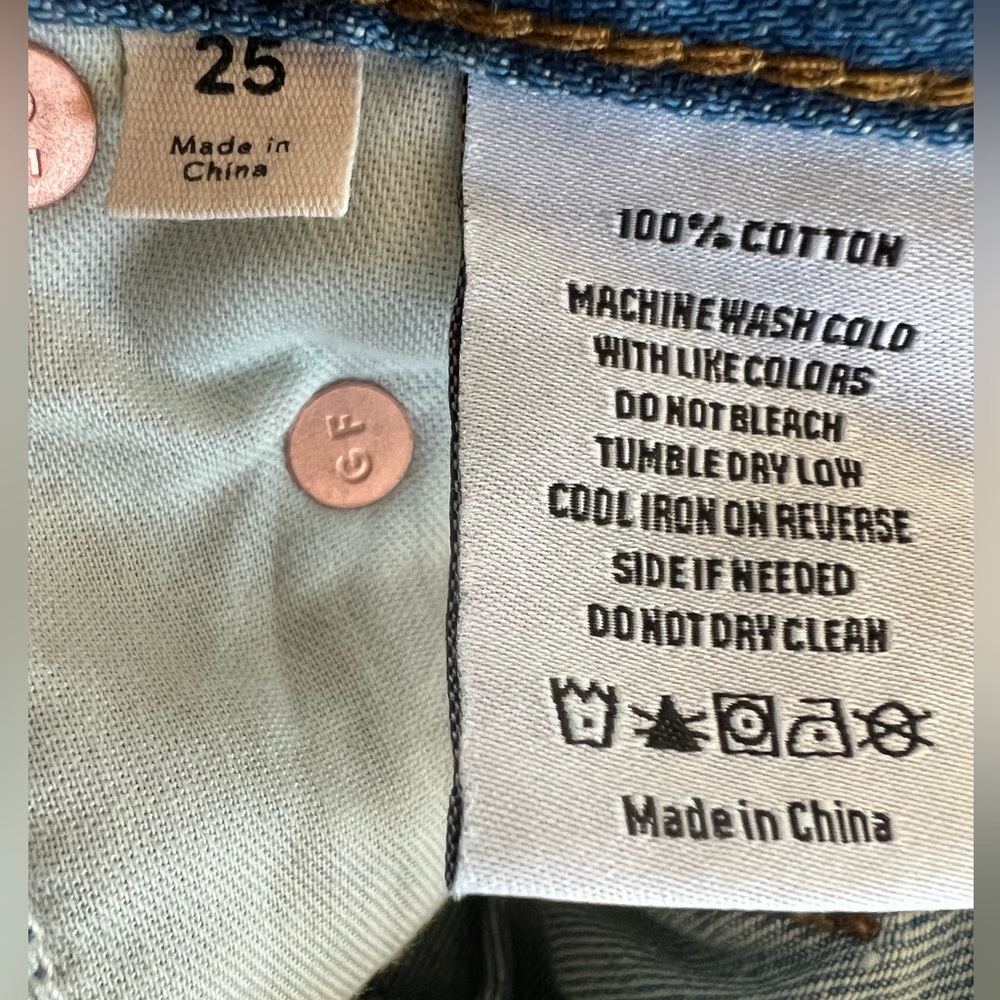 25
Made in
China
GF
100% COTTON
MACHINE WASH COLD
WITH LIKE COLORS
DO NOT BLEACH
TUMBLE DRY LOW
COOL IRON ON REVERSE
SIDE IF NEEDED
DO NOT DRY CLEAN
Made in China